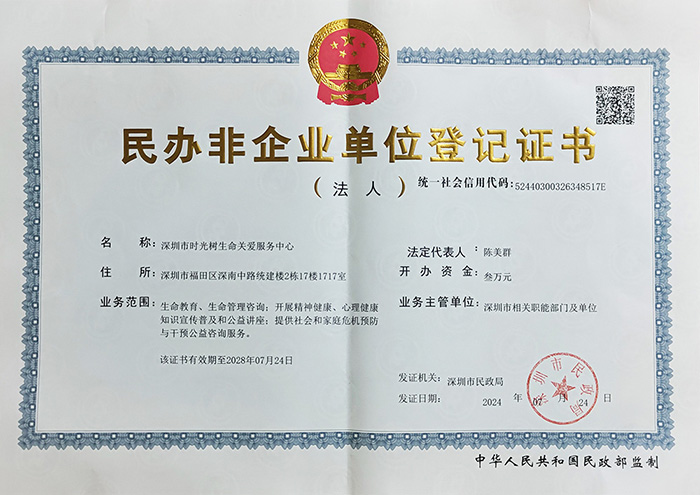 民办非企业单位登记证书
(法人)
统一社会信用代码:52440300326348517E
名 称:深圳市时光树生命关爱服务中心
法定代表人:陈美群
住 所:深圳市福田区深南中路统建楼2栋17楼1717室
开办资金:叁万元
业务范围:生命教育、生命管理咨询;开展精神健康、心理健康
知识宣传普及和公益讲座;提供社会和家庭危机预防
与干预公益咨询服务。
业务主管单位:深圳市相关职能部门及单位
该证书有效期至2028年07月24日
发证机关:深圳市民政局
发证日期:2024 年 07 月 24 日
深圳市民政局
中华人民共和国民政部监制